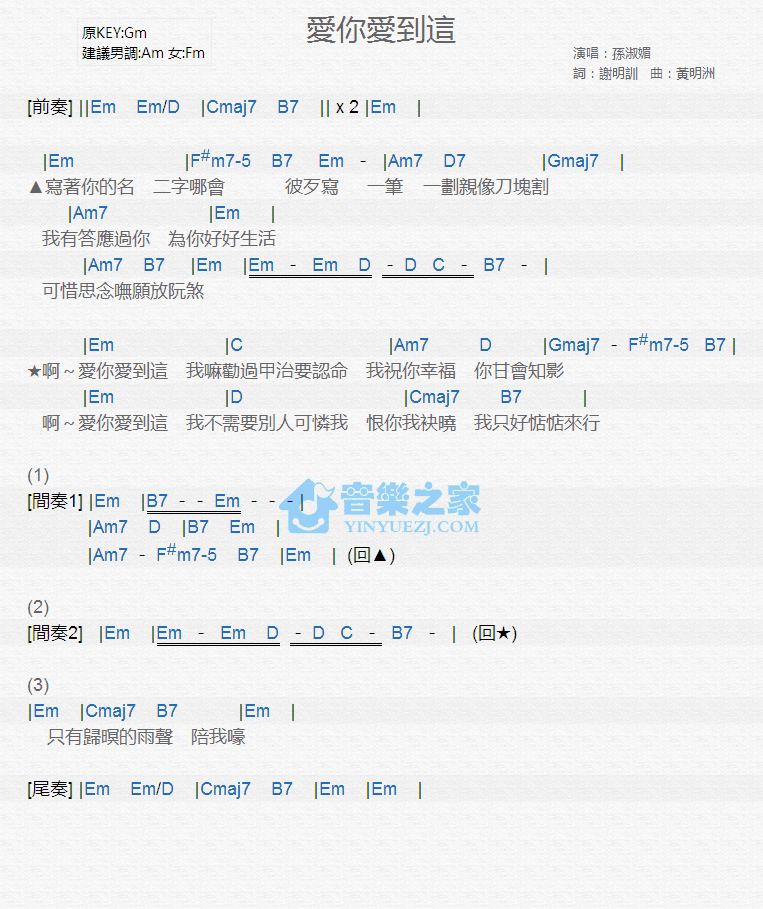 愛你愛到這
原KEY:Gm
建議男調:Am 女:Fm
演唱：孫淑媚
詞：謝明訓　曲：黃明洲
[前奏] ||Em Em/D |Cmaj7 B7 || x 2 |Em |
|Em |F#m7-5 B7 Em - |Am7 D7 |Gmaj7 |
▲寫著你的名　二字哪會　彼歹寫　一筆　一劃親像刀塊割
|Am7 |Em |
我有答應過你　為你好好生活
|Am7 B7 |Em |Em - Em D - D C - B7 - |
可惜思念嘸願放阮煞
|Em |C |Am7 D |Gmaj7 - F#m7-5 B7 |
★啊～愛你愛到這　我嘛勸過甲治要認命　我祝你幸福　你甘會知影
|Em |D |Cmaj7 B7 |
啊～愛你愛到這　我不需要別人可憐我　恨你我袂曉　我只好惦惦來行
(1)
[間奏1] |Em |B7 - - Em - - - |
|Am7 D |B7 Em |
|Am7 - F#m7-5 B7 |Em | (回▲)
音樂之家
YINYUEZJ.COM
(2)
[間奏2] |Em |Em - Em D - D C - B7 - | (回★)
(3)
|Em |Cmaj7 B7 |Em |
只有歸暝的雨聲　陪我嚎
[尾奏] |Em Em/D |Cmaj7 B7 |Em |Em |